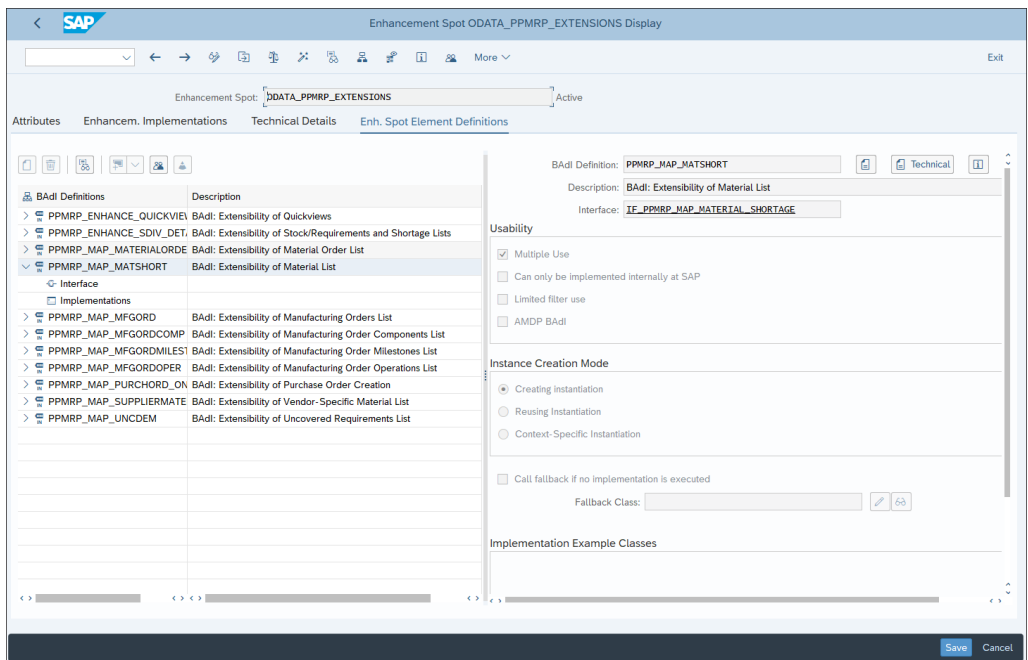 SAP
Enhancement Spot ODATA_PPMRP_EXTENSIONS Display
More
Exit
Enhancement Spot: ODATA_PPMRP_EXTENSIONS Active
Attributes Enhancem. Implementations Technical Details Enh. Spot Element Definitions
BAdI Definitions Description
PPMRP_ENHANCE_QUICKVIE BAdI: Extensibility of Quickviews
PPMRP_ENHANCE_SDIV_DET BAdI: Extensibility of Stock/Requirements and Shortage Lists
PPMRP_MAP_MATERIALORDE BAdI: Extensibility of Material Order List
PPMRP_MAP_MATSHORT BAdI: Extensibility of Material List
Interface
Implementations
PPMRP_MAP_MFGORD BAdI: Extensibility of Manufacturing Orders List
PPMRP_MAP_MFGORDCOMP BAdI: Extensibility of Manufacturing Order Components List
PPMRP_MAP_MFGORDMILEST BAdI: Extensibility of Manufacturing Order Milestones List
PPMRP_MAP_MFGORDOPER BAdI: Extensibility of Manufacturing Order Operations List
PPMRP_MAP_PURCHORD_ON BAdI: Extensibility of Purchase Order Creation
PPMRP_MAP_SUPPLIERMATE BAdI: Extensibility of Vendor-Specific Material List
PPMRP_MAP_UNCDEM BAdI: Extensibility of Uncovered Requirements List
BAdI Definition: PPMRP_MAP_MATSHORT Technical
Description: BAdI: Extensibility of Material List
Interface: IF_PPMRP_MAP_MATERIAL_SHORTAGE
Usability
Multiple Use
Can only be implemented internally at SAP
Limited filter use
AMDP BAdI
Instance Creation Mode
Creating instantiation
Reusing Instantiation
Context-Specific Instantiation
Call fallback if no implementation is executed
Fallback Class:
Implementation Example Classes
Save Cancel